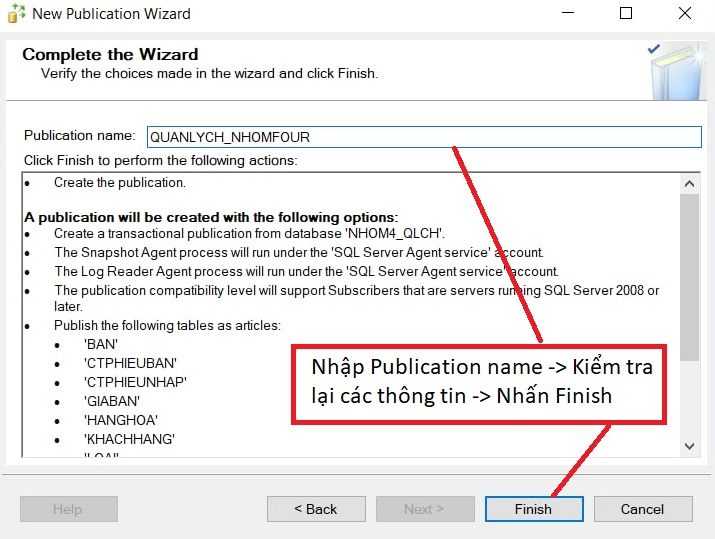 New Publication Wizard
Complete the Wizard
Verify the choices made in the wizard and click Finish.
Publication name: QUANLYCH_NHOMFOUR
Click Finish to perform the following actions:
• Create the publication.
A publication will be created with the following options:
• Create a transactional publication from database 'NHOM4_QLCH'.
• The Snapshot Agent process will run under the 'SQL Server Agent service' account.
• The Log Reader Agent process will run under the 'SQL Server Agent service' account.
• The publication compatibility level will support Subscribers that are servers running SQL Server 2008 or
later.
• Publish the following tables as articles:
• 'BAN'
• 'CTPHIEUBAN'
• 'CTPHIEUNHAP'
• 'GIABAN'
• 'HANGHOA'
• 'KHACHHANG'
Nhập Publication name -> Kiểm tra
lại các thông tin -> Nhấn Finish
Help
< Back
Next >
Finish
Cancel